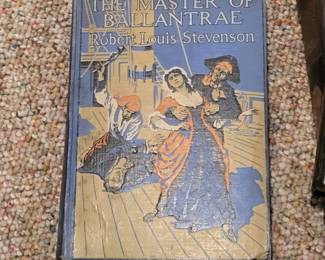 THE MASTER OF
BALLANTRAE
Robert Louis Stevenson